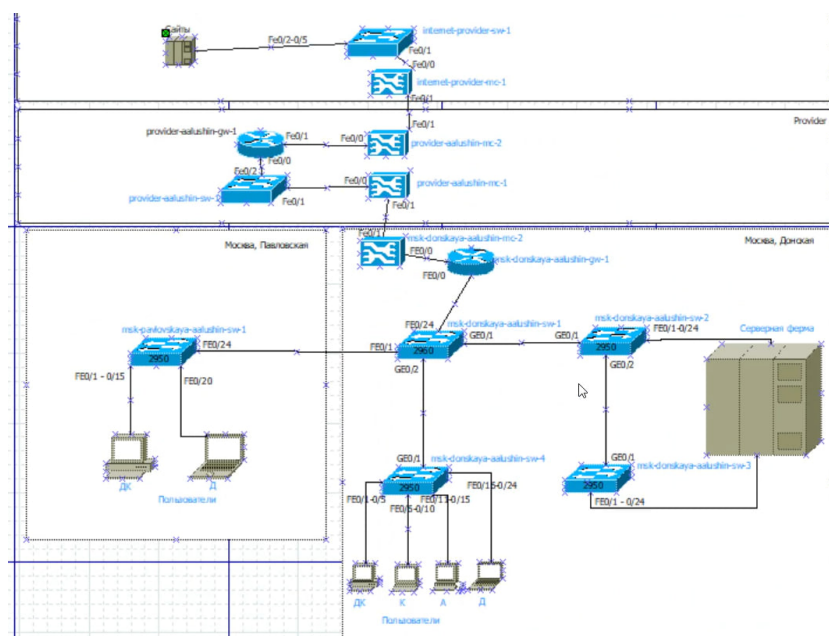 Сайты
internet-provider-sw-1
Fe0/2-0/5
Fe0/1
Fe0/0
internet-provider-mc-1
Fe0/1
Provider
Fe0/1
provider-aalushin-gw-1
Fe0/1
Fe0/0
provider-aalushin-mc-2
Fe0/0
Fe0/2
Fe0/0
provider-aalushin-mc-1
provider-aalushin-sw-1
Fe0/1
Fe0/1
Fe0/1
msk-donskaya-aalushin-mc-2
Москва, Павловская
Москва, Донская
FE0/0
msk-donskaya-aalushin-gw-1
FE0/0
msk-pavlovskaya-aalushin-sw-1
FE0/24
msk-donskaya-aalushin-sw-1
msk-donskaya-aalushin-sw-2
FE0/1-0/24
Серверная ферма
GE0/1
GE0/1
FE0/24
FE0/1
2950
2960
2950
GE0/2
GE0/2
FE0/1 - 0/15
FE0/20
GE0/1
msk-donskaya-aalushin-sw-4
GE0/1
msk-donskaya-aalushin-sw-3
2950
2950
ДК
Д
Пользователи
FE0/1-0/5
FE0/6-0/10
FE0/11-0/15
FE0/16-0/24
FE0/1 - 0/24
ДК
К
А
Д
Пользователи